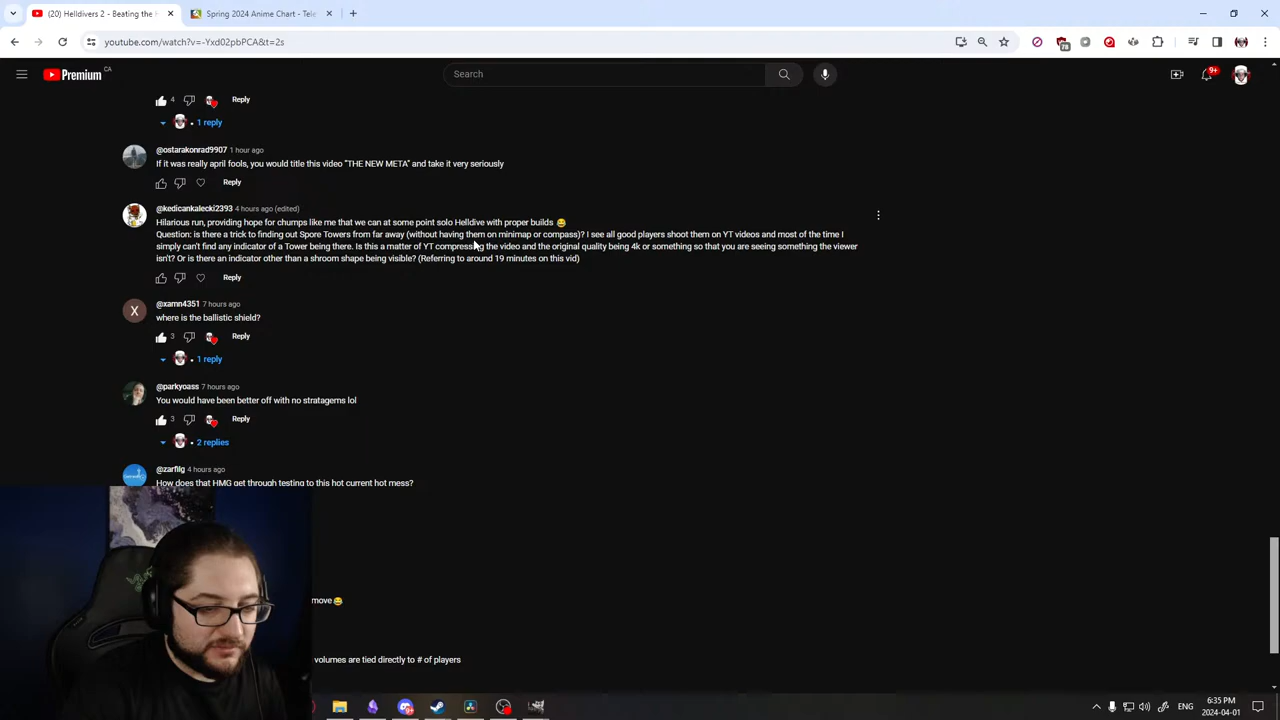 (20) Helldivers 2 - Beating the
Spring 2024 Anime Chart - Tele
youtube.com/watch?v=-Yxd02pbPCA&t=2s
78
Premium CA
Search
9+
4 Reply
1 reply
@ostarakonrad9907 1 hour ago
If it was really april fools, you would title this video "THE NEW META" and take it very seriously
Reply
@kedicankalecki2393 4 hours ago (edited)
Hilarious run, providing hope for chumps like me that we can at some point solo Helldive with proper builds 😂
Question: is there a trick to finding out Spore Towers from far away (without having them on minimap or compass)? I see all good players shoot them on YT videos and most of the time I
simply can't find any indicator of a Tower being there. Is this a matter of YT compressing the video and the original quality being 4k or something so that you are seeing something the viewer
isn't? Or is there an indicator other than a shroom shape being visible? (Referring to around 19 minutes on this vid)
Reply
X
@xamn4351 7 hours ago
where is the ballistic shield?
3 Reply
1 reply
@parkyoass 7 hours ago
You would have been better off with no stratagems lol
3 Reply
2 replies
@zarfilg 4 hours ago
How does that HMG get through testing to this hot current hot mess?
move 😂
volumes are tied directly to # of players
ENG
6:35 PM
2024-04-01